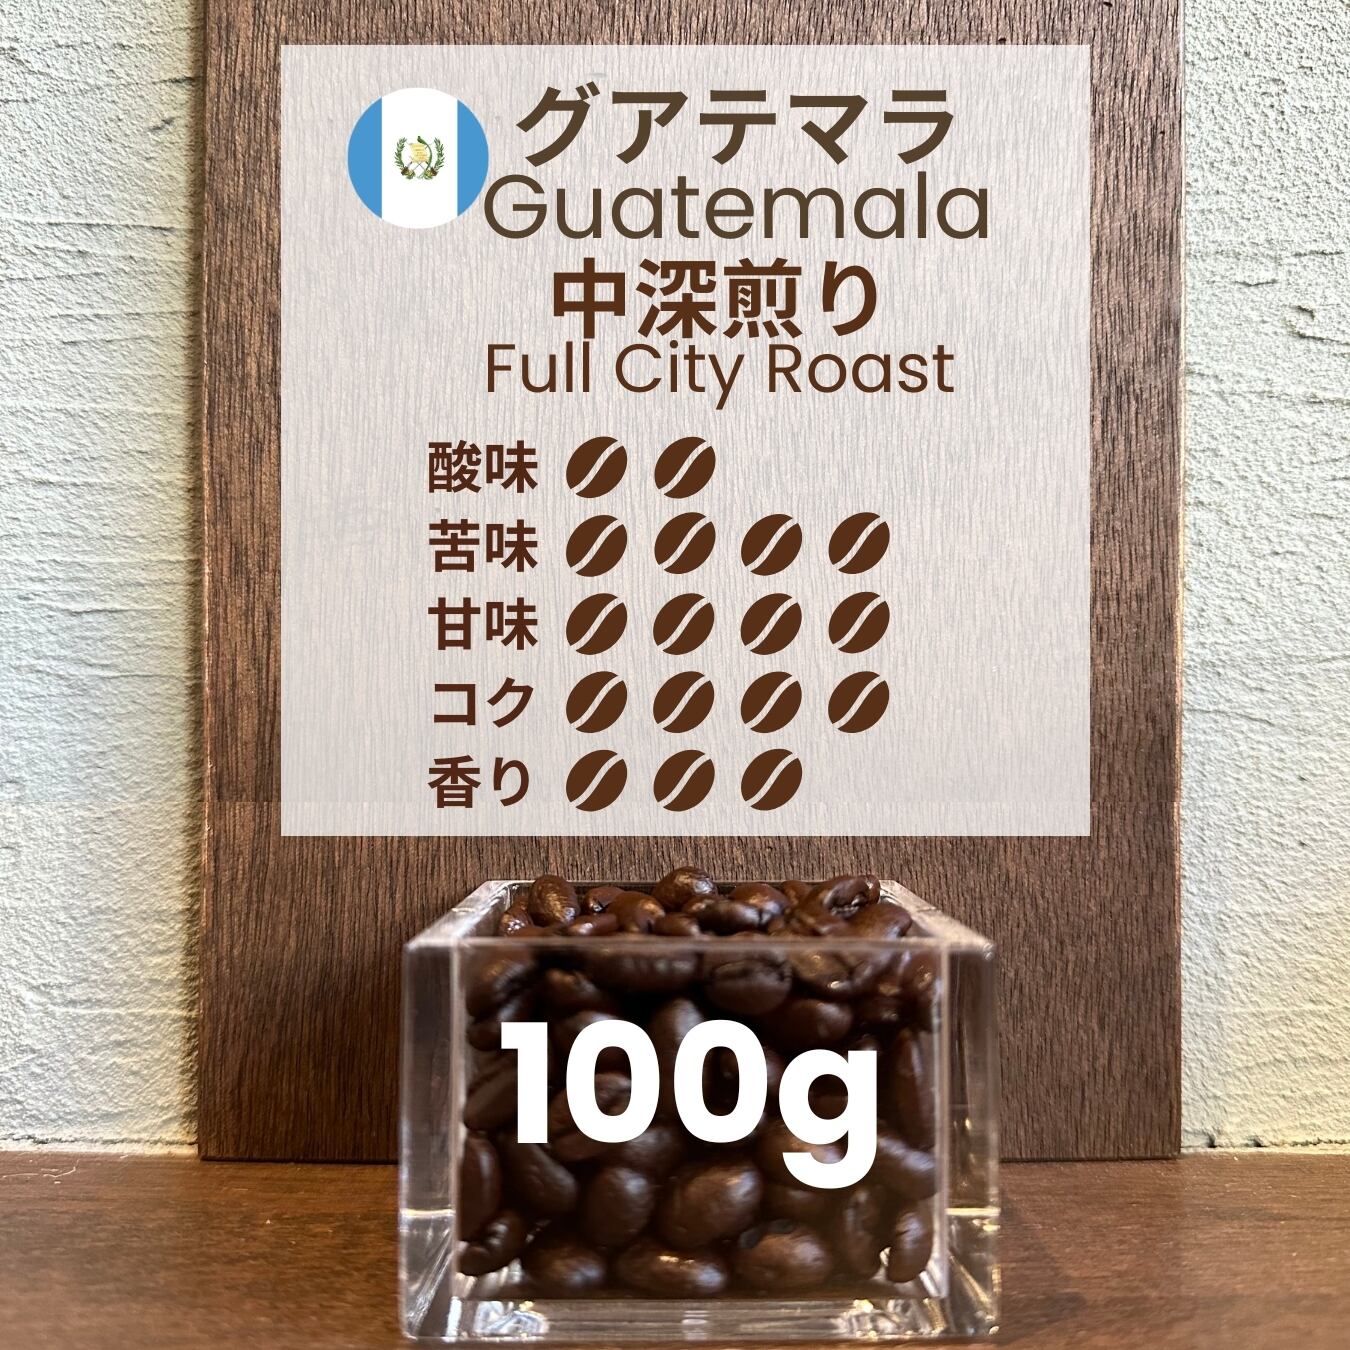 グアテマラ
Guatemala
中深煎り
Full City Roast
酸味
苦味
甘味
コク
香り
100g